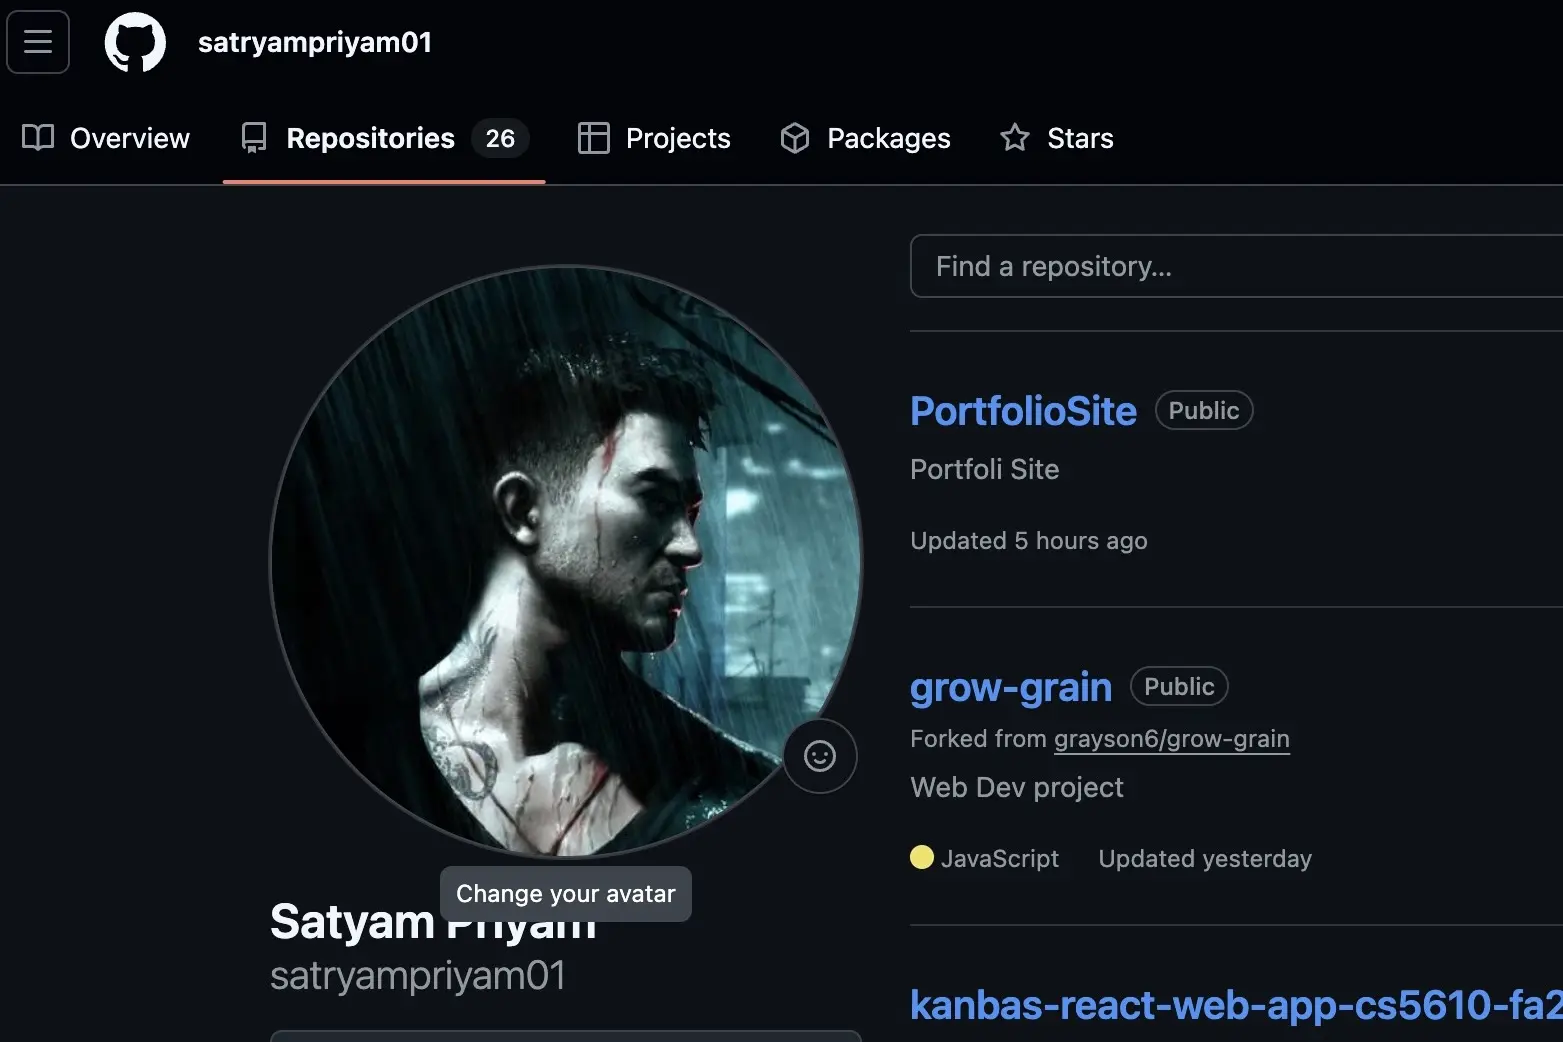 satryampriyam01
Overview
Repositories 26
Projects
Packages
Stars
Find a repository...
PortfolioSite Public
Portfoli Site
Updated 5 hours ago
grow-grain Public
Forked from grayson6/grow-grain
Web Dev project
JavaScript Updated yesterday
kanbas-react-web-app-cs5610-fa2
Change your avatar
Satyam Priyam
satryampriyam01